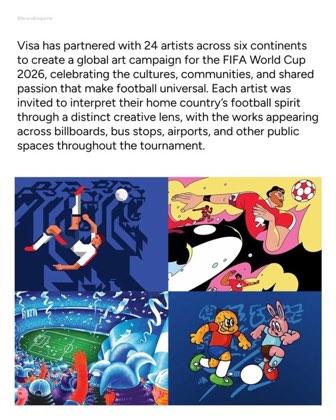 @brandingame
Visa has partnered with 24 artists across six continents
to create a global art campaign for the FIFA World Cup
2026, celebrating the cultures, communities, and shared
passion that make football universal. Each artist was
invited to interpret their home country's football spirit
through a distinct creative lens, with the works appearing
across billboards, bus stops, airports, and other public
spaces throughout the tournament.